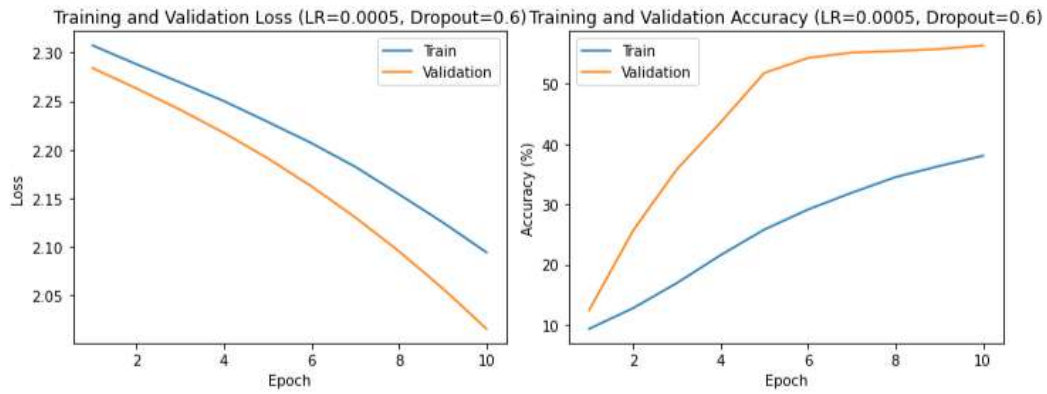 Training and Validation Loss (LR=0.0005, Dropout=0.6)
Train
Validation
2.30
2.25
2.20
2.15
2.10
2.05
Loss
2
4
6
8
10
Epoch
Training and Validation Accuracy (LR=0.0005, Dropout=0.6)
Train
Validation
50
40
30
20
10
Accuracy (%)
2
4
6
8
10
Epoch